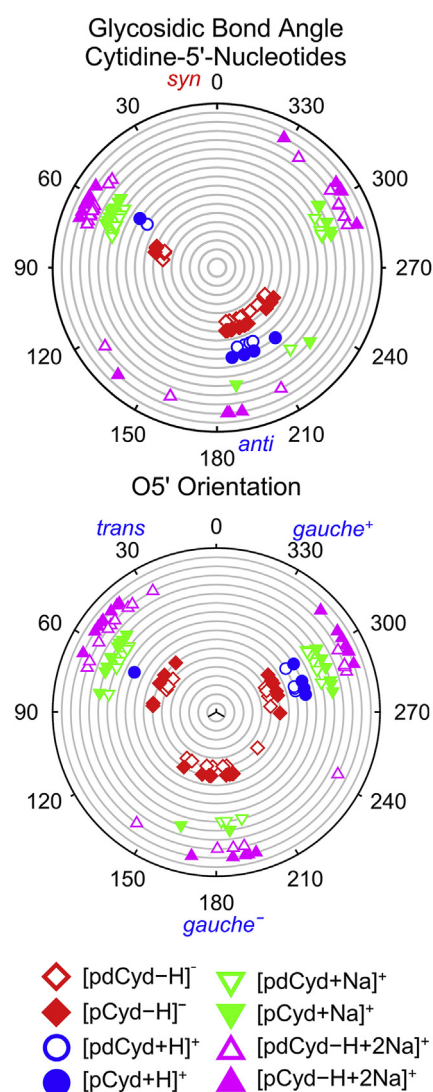 Glycosidic Bond Angle
Cytidine-5'-Nucleotides
syn 0
30 330
60 300
90 270
120 240
150 210
180 anti
O5' Orientation
trans 0 gauche⁺
30 330
60 300
90 270
120 240
150 210
180
gauche⁻
[pdCyd−H]⁻ [pdCyd+Na]⁺
[pCyd−H]⁻ [pCyd+Na]⁺
[pdCyd+H]⁺ [pdCyd−H+2Na]⁺
[pCyd+H]⁺ [pCyd−H+2Na]⁺